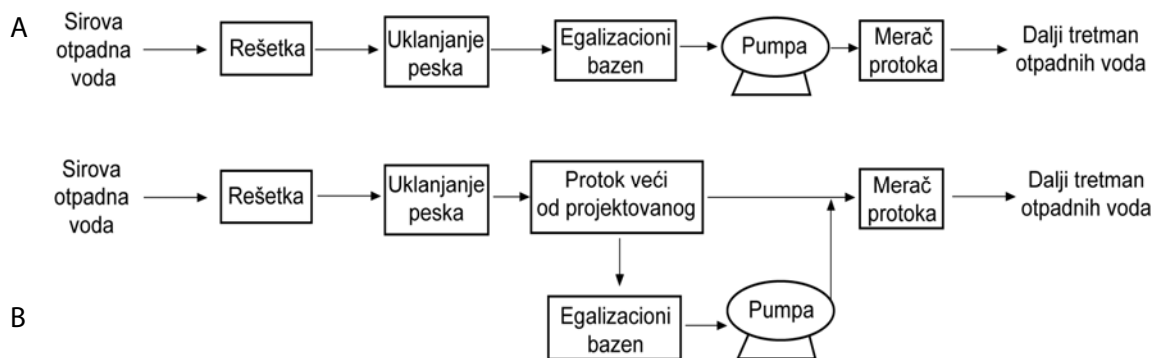 A
Sirova
otpadna
voda
Rešetka
Uklanjanje
peska
Egalizacioni
bazen
Pumpa
Merač
protoka
Dalji tretman
otpadnih voda
Sirova
otpadna
voda
Rešetka
Uklanjanje
peska
Protok veći
od projektovanog
Merač
protoka
Dalji tretman
otpadnih voda
B
Egalizacioni
bazen
Pumpa